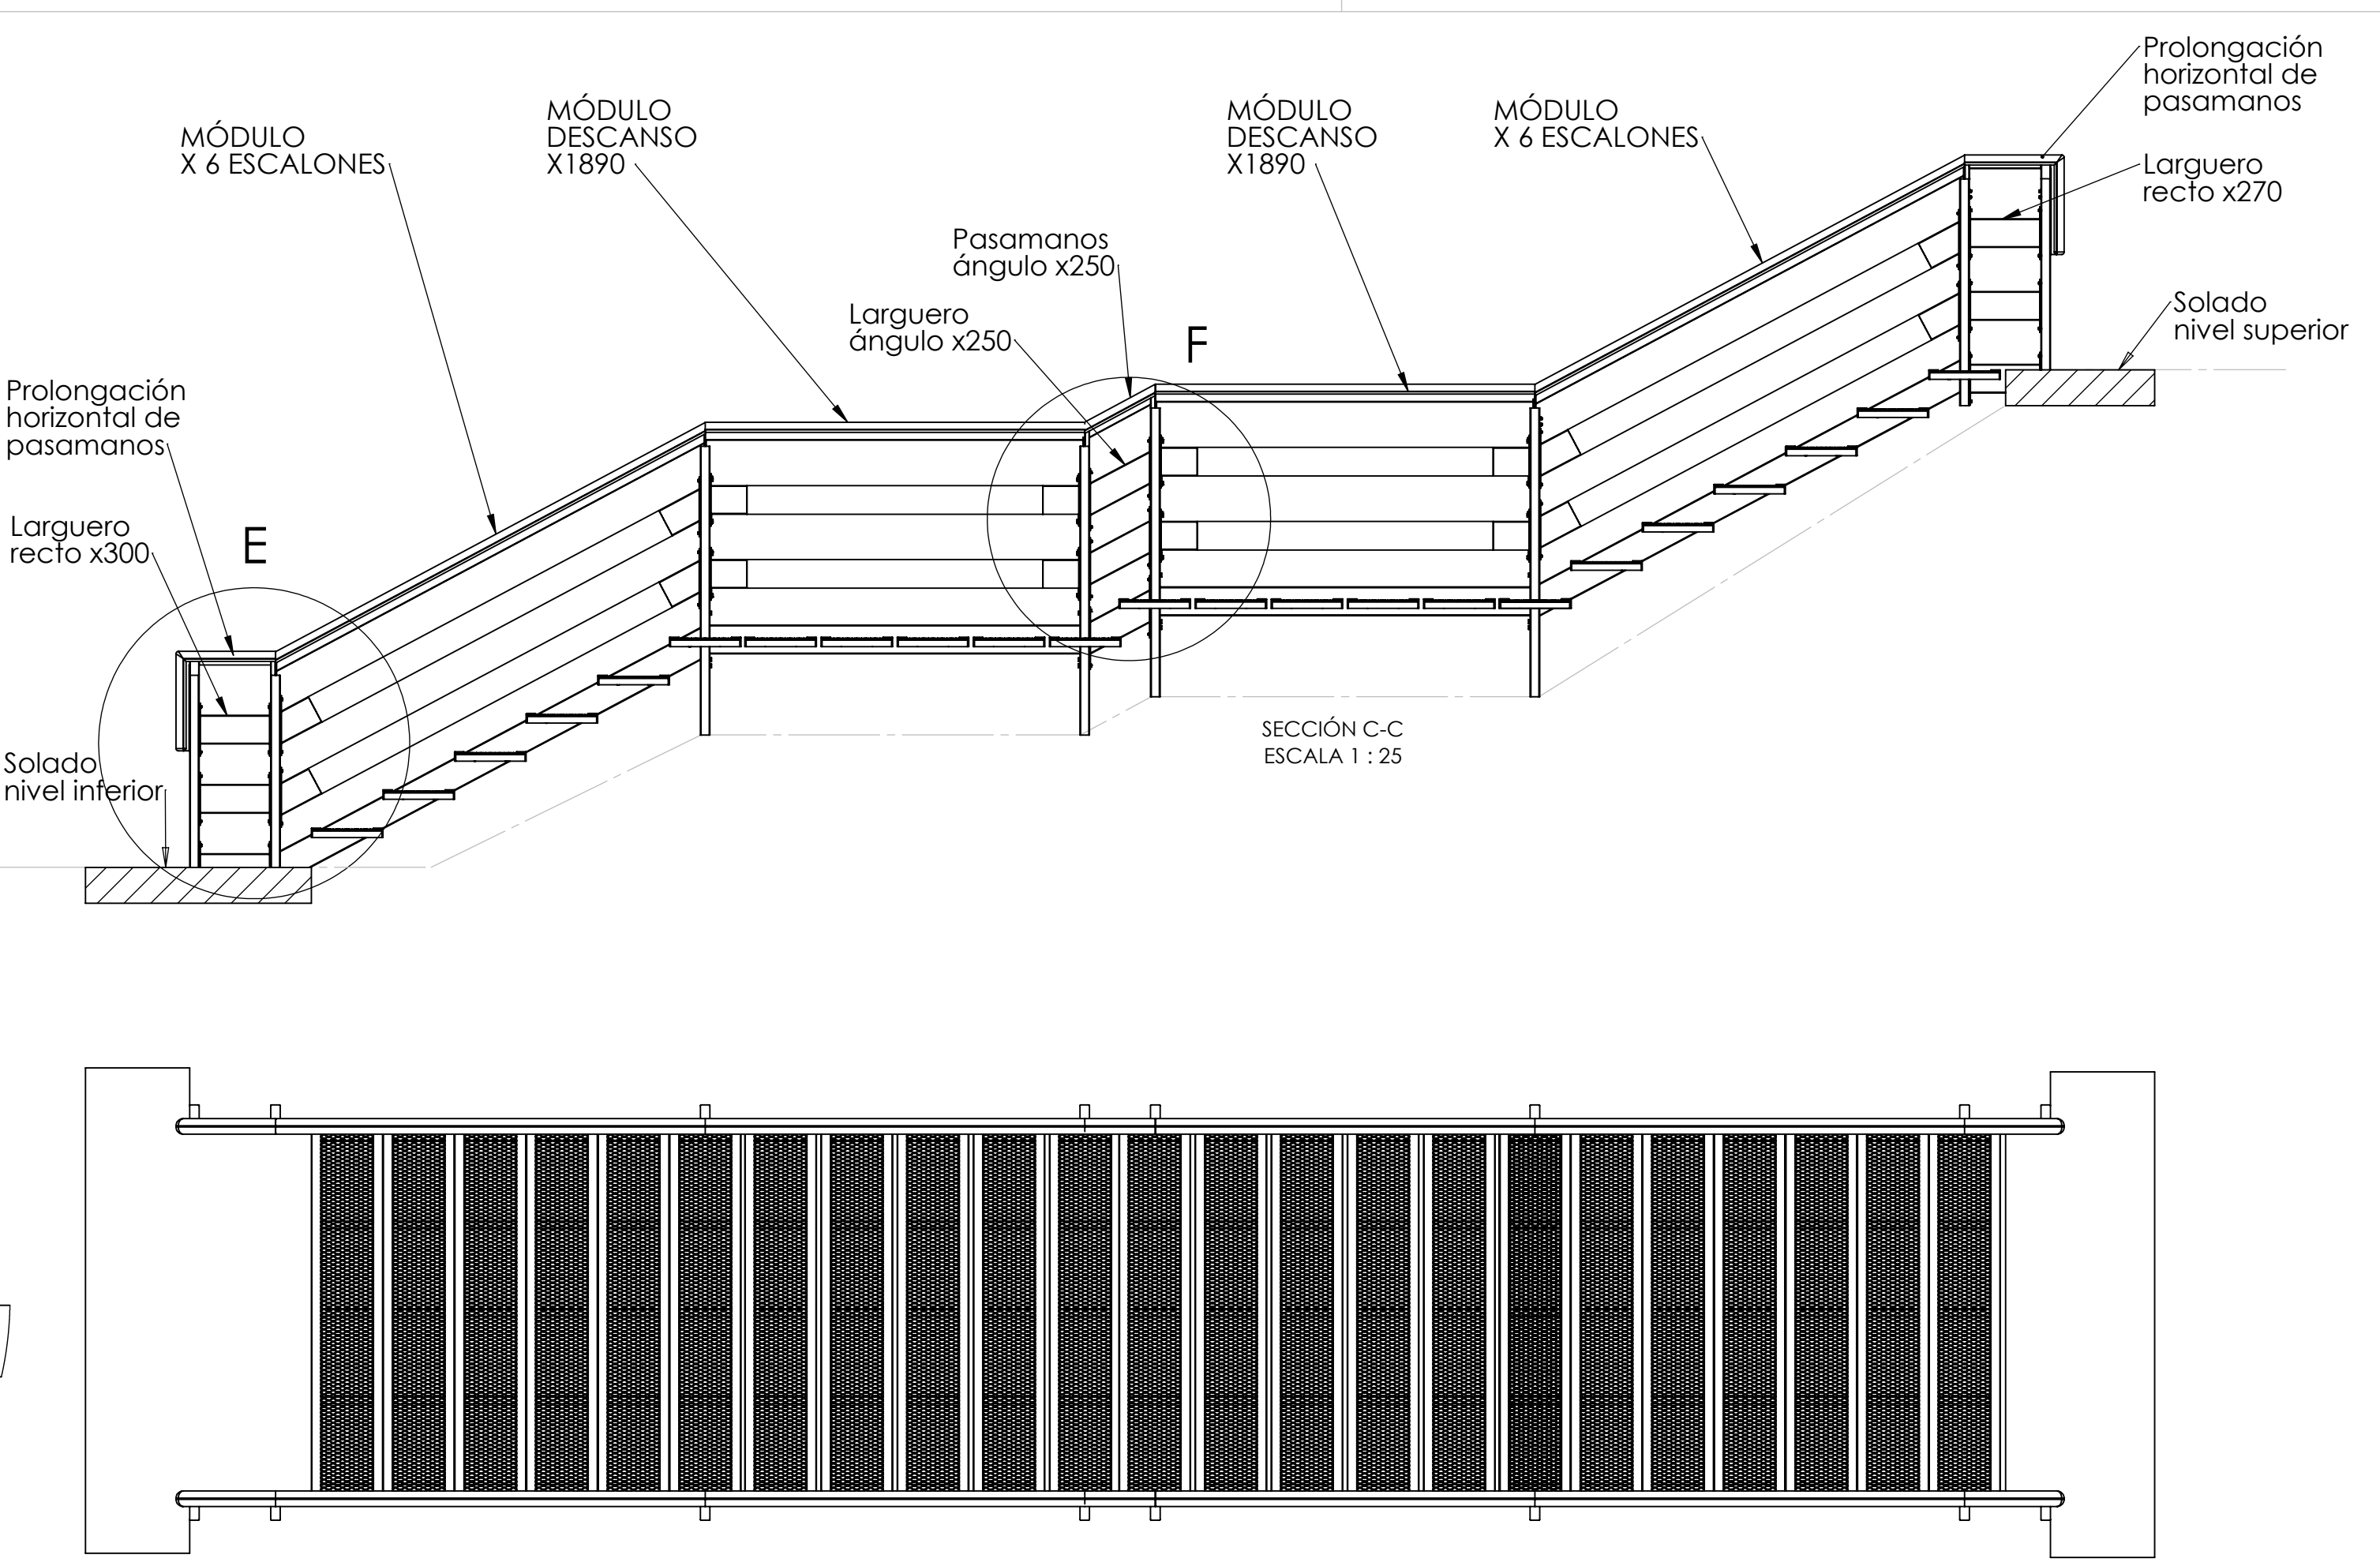 Prolongación
horizontal de
pasamanos
MÓDULO
DESCANSO
X1890
MÓDULO
DESCANSO
X1890
MÓDULO
X 6 ESCALONES
MÓDULO
X 6 ESCALONES
Larguero
recto x270
Pasamanos
ángulo x250
Larguero
ángulo x250
F
Solado
nivel superior
Prolongación
horizontal de
pasamanos
Larguero
recto x300
E
SECCIÓN C-C
ESCALA 1 : 25
Solado
nivel inferior